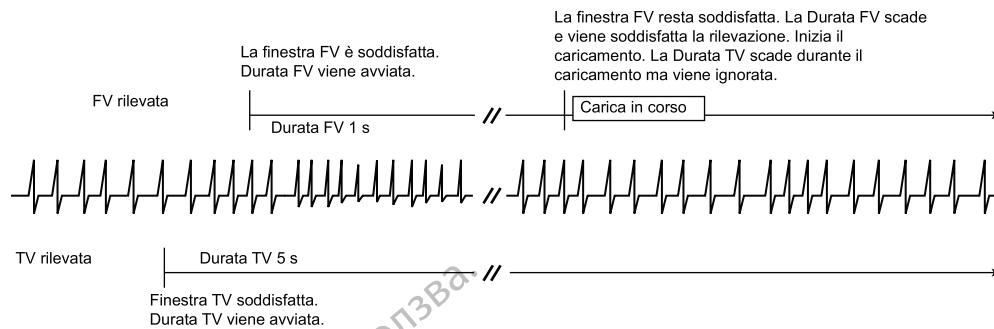 La finestra FV resta soddisfatta. La Durata FV scade
e viene soddisfatta la rilevazione. Inizia il
caricamento. La Durata TV scade durante il
caricamento ma viene ignorata.
La finestra FV è soddisfatta.
Durata FV viene avviata.
FV rilevata
Carica in corso
Durata FV 1 s
TV rilevata
Durata TV 5 s
Finestra TV soddisfatta.
Durata TV viene avviata.